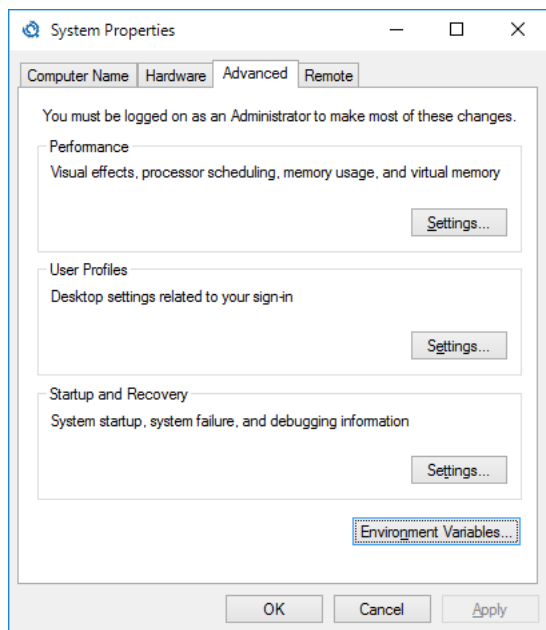 System Properties
Computer Name Hardware Advanced Remote
You must be logged on as an Administrator to make most of these changes.
Performance
Visual effects, processor scheduling, memory usage, and virtual memory
Settings...
User Profiles
Desktop settings related to your sign-in
Settings...
Startup and Recovery
System startup, system failure, and debugging information
Settings...
Environment Variables...
OK Cancel Apply